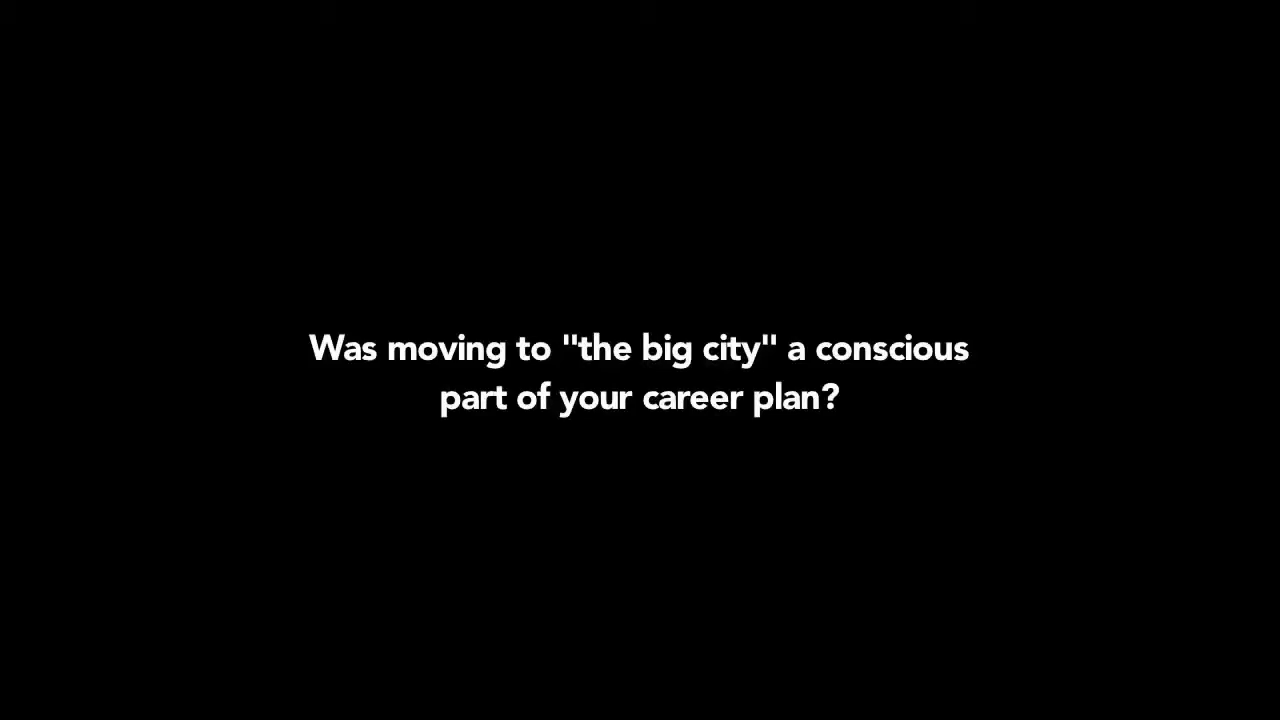 Was moving to "the big city" a conscious
part of your career plan?